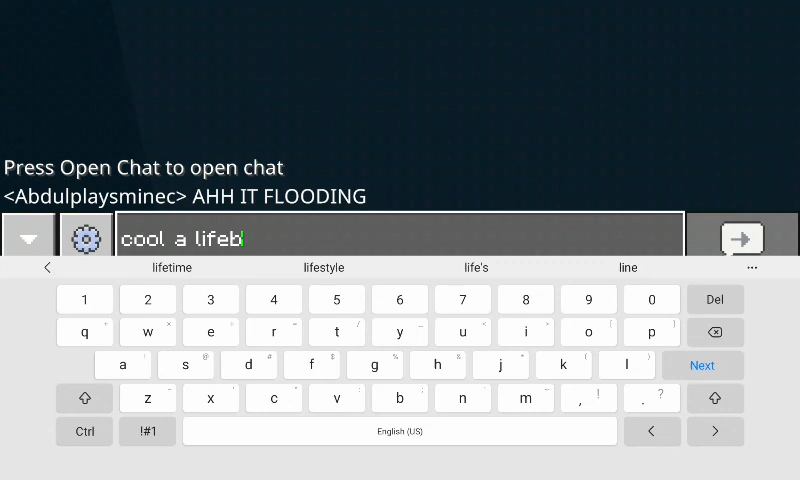 Press Open Chat to open chat
<Abdulplaysminec> AHH IT FLOODING
cool a lifeb
lifetime lifestyle life's line ...
1 2 3 4 5 6 7 8 9 0 Del
q w e r t y u i o p
a s d f g h j k l Next
z x c v b n m , ! . ?
Ctrl !#1 English (US) < >